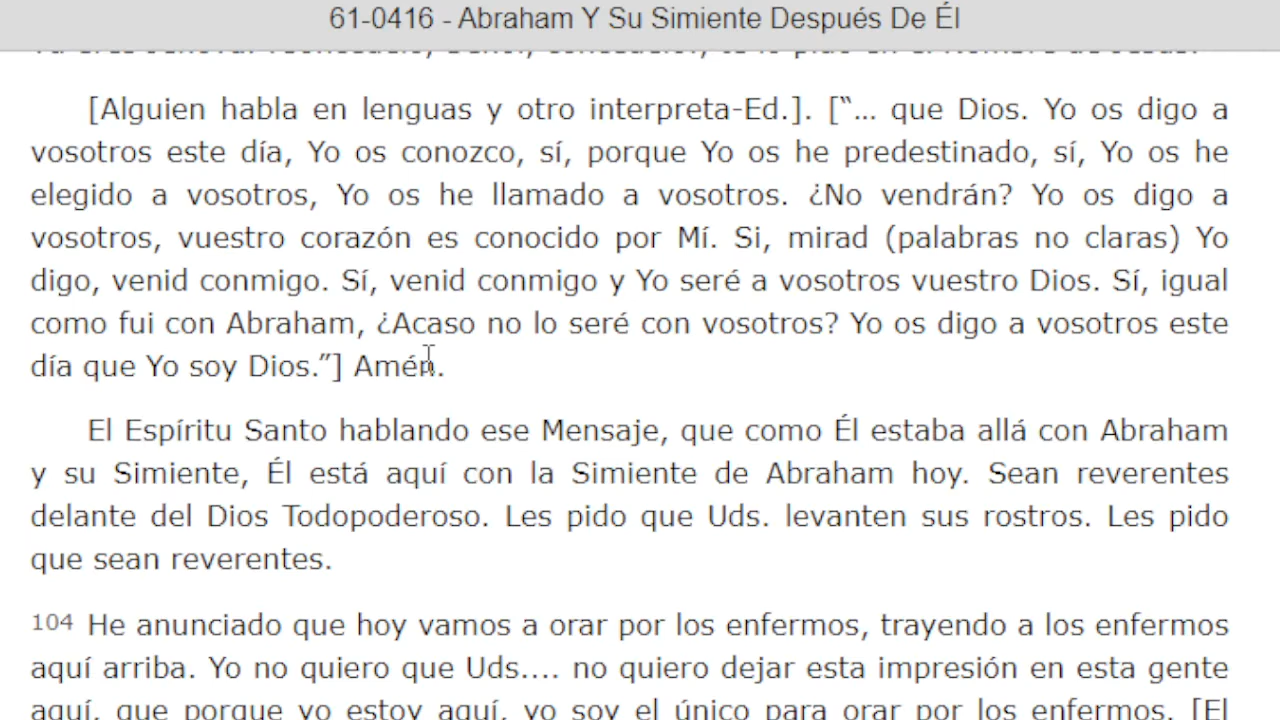 61-0416 - Abraham Y Su Simiente Después De Él
[Alguien habla en lenguas y otro interpreta-Ed.]. [“... que Dios. Yo os digo a
vosotros este día, Yo os conozco, sí, porque Yo os he predestinado, sí, Yo os he
elegido a vosotros, Yo os he llamado a vosotros. ¿No vendrán? Yo os digo a
vosotros, vuestro corazón es conocido por Mí. Si, mirad (palabras no claras) Yo
digo, venid conmigo. Sí, venid conmigo y Yo seré a vosotros vuestro Dios. Sí, igual
como fui con Abraham, ¿Acaso no lo seré con vosotros? Yo os digo a vosotros este
día que Yo soy Dios.”] Amén.
El Espíritu Santo hablando ese Mensaje, que como Él estaba allá con Abraham
y su Simiente, Él está aquí con la Simiente de Abraham hoy. Sean reverentes
delante del Dios Todopoderoso. Les pido que Uds. levanten sus rostros. Les pido
que sean reverentes.
104 He anunciado que hoy vamos a orar por los enfermos, trayendo a los enfermos
aquí arriba. Yo no quiero que Uds.... no quiero dejar esta impresión en esta gente
aquí, que porque yo estoy aquí, yo soy el único para orar por los enfermos. [El